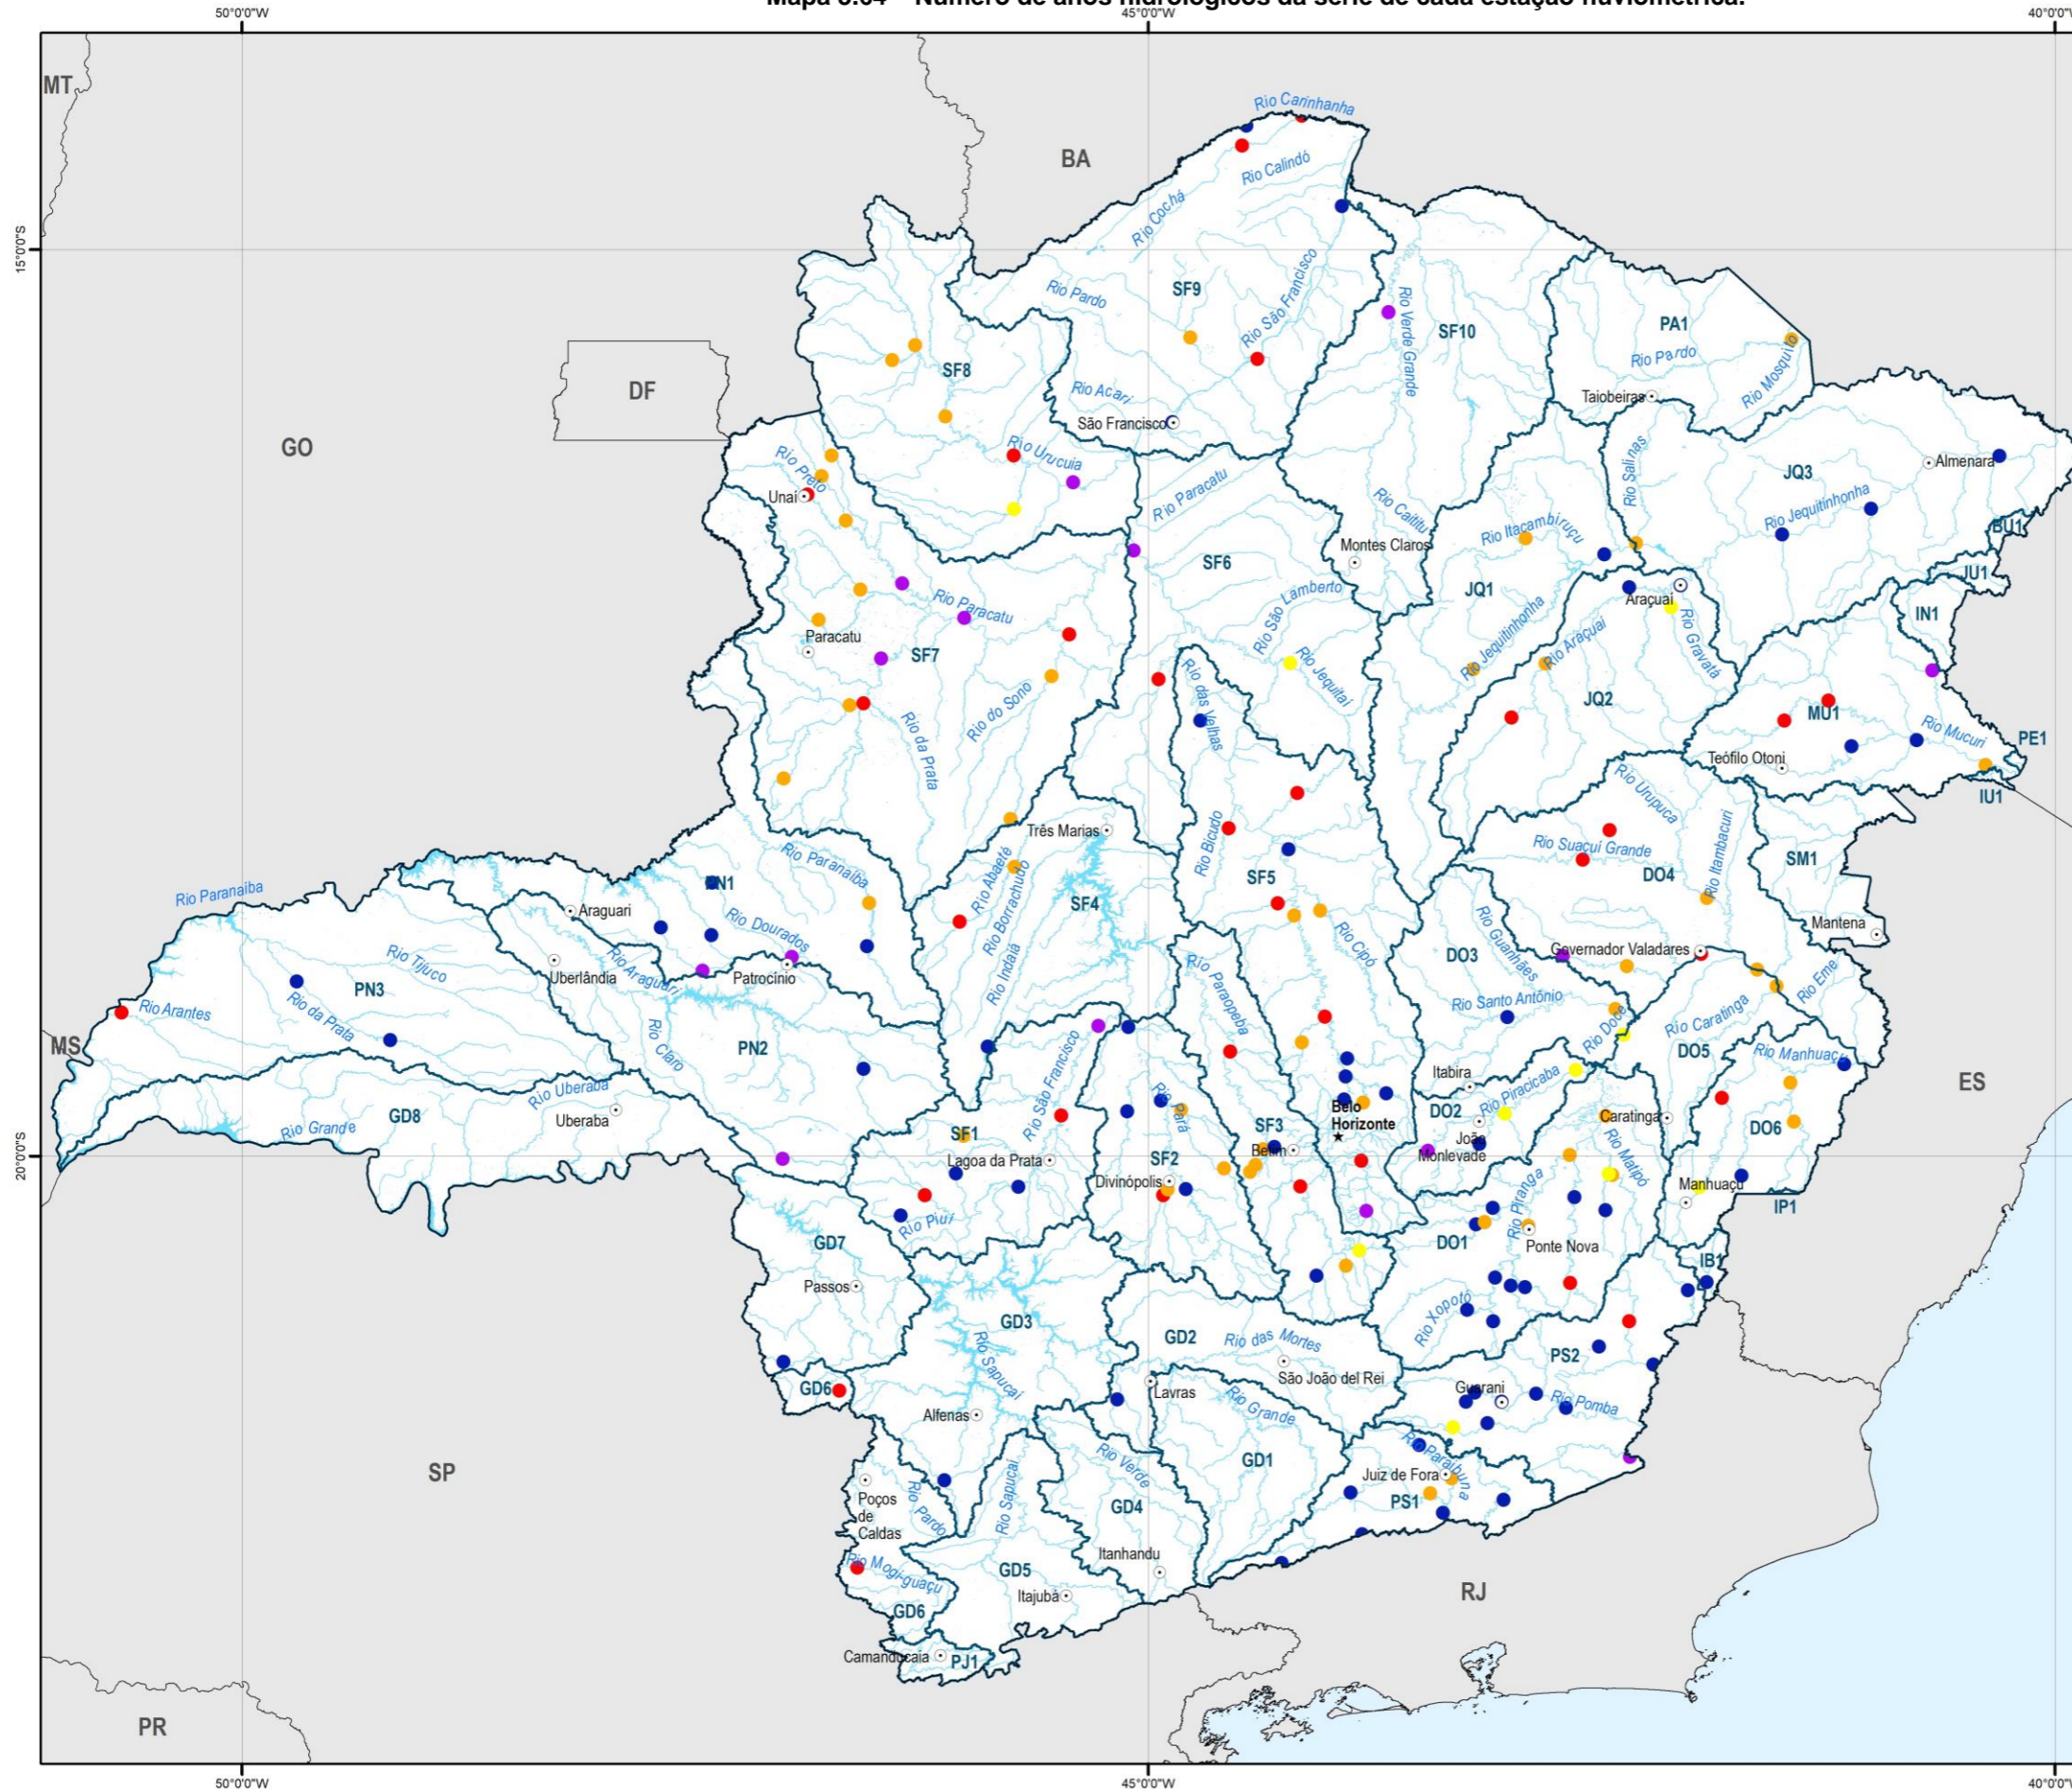 Mapa 3.04 – Número de anos hidrológicos da série de cada estação fluviométrica.
50°0'0"W
45°0'0"W
MT
Rio Carinhanha
BA
Rio Calindó
Rio Cochá
15°0'0"S
Rio Pardo
SF9
Rio São Francisco
Rio Verde Grande
SF10
PA1
Rio Pardo
Rio Mosquito
SF8
DF
Rio Acari
Taiobeiras
São Francisco
GO
Rio Preto
Rio Urucuia
Rio Salinas
Almenara
JQ3
Unaí
Rio Paracatu
Rio Caititu
Rio Jequitinhonha
BU1
Rio Itacambiruçu
Montes Claros
SF6
JU1
JQ1
Araçuaí
Rio Paracatu
Rio São Lamberto
IN1
Rio Jequitinhonha
Rio Araçuaí
Rio Gravatá
Paracatu
SF7
Rio Jequitaí
Rio das Velhas
JQ2
Rio do Sono
MU1
Rio Mucuri
PE1
Rio da Prata
Teófilo Otoni
IU1
Rio Urupuca
Três Marias
Rio Bicudo
Rio Suaçuí Grande
Rio Itambacuri
SM1
Rio Paranaíba
Rio Abaeté
DO4
PN1
SF5
Rio Paranaíba
Rio Borrachudo
SF4
Araguari
Rio Dourados
Rio Cipó
Rio Guanhães
Mantena
DO3
Governador Valadares
Rio Tijuco
Uberlândia
Rio Araguari
Patrocínio
Rio Indaiá
Rio Paraopeba
Rio Eme
PN3
Rio da Prata
Rio Arantes
Rio Santo Antônio
Rio Caratinga
Rio Doce
MS
Rio Claro
PN2
Rio São Francisco
DO5
Rio Manhuaçu
Itabira
Rio Piracicaba
ES
Rio Uberaba
Uberaba
GD8
Rio Grande
Rio Pará
Belo
Horizonte
DO2
Caratinga
DO6
SF1
SF3
João
Monlevade
Lagoa da Prata
SF2
Betim
Rio Matipó
20°0'0"S
Divinópolis
Rio Piranga
Manhuaçu
IP1
Rio Piuí
GD7
DO1
Ponte Nova
IB1
Passos
Rio Xopotó
GD3
GD2
Rio das Mortes
PS2
Rio Sapucaí
São João del Rei
GD6
Lavras
Guarani
Rio Pomba
Alfenas
Rio Grande
SP
Rio Verde
GD1
Rio Paraibuna
Juiz de Fora
Poços
de
Caldas
Rio Pardo
Rio Sapucaí
GD4
PS1
Itanhandu
Rio Mogi-guaçu
GD5
Itajubá
RJ
GD6
Camanducaia
PJ1
PR
50°0'0"W
45°0'0"W